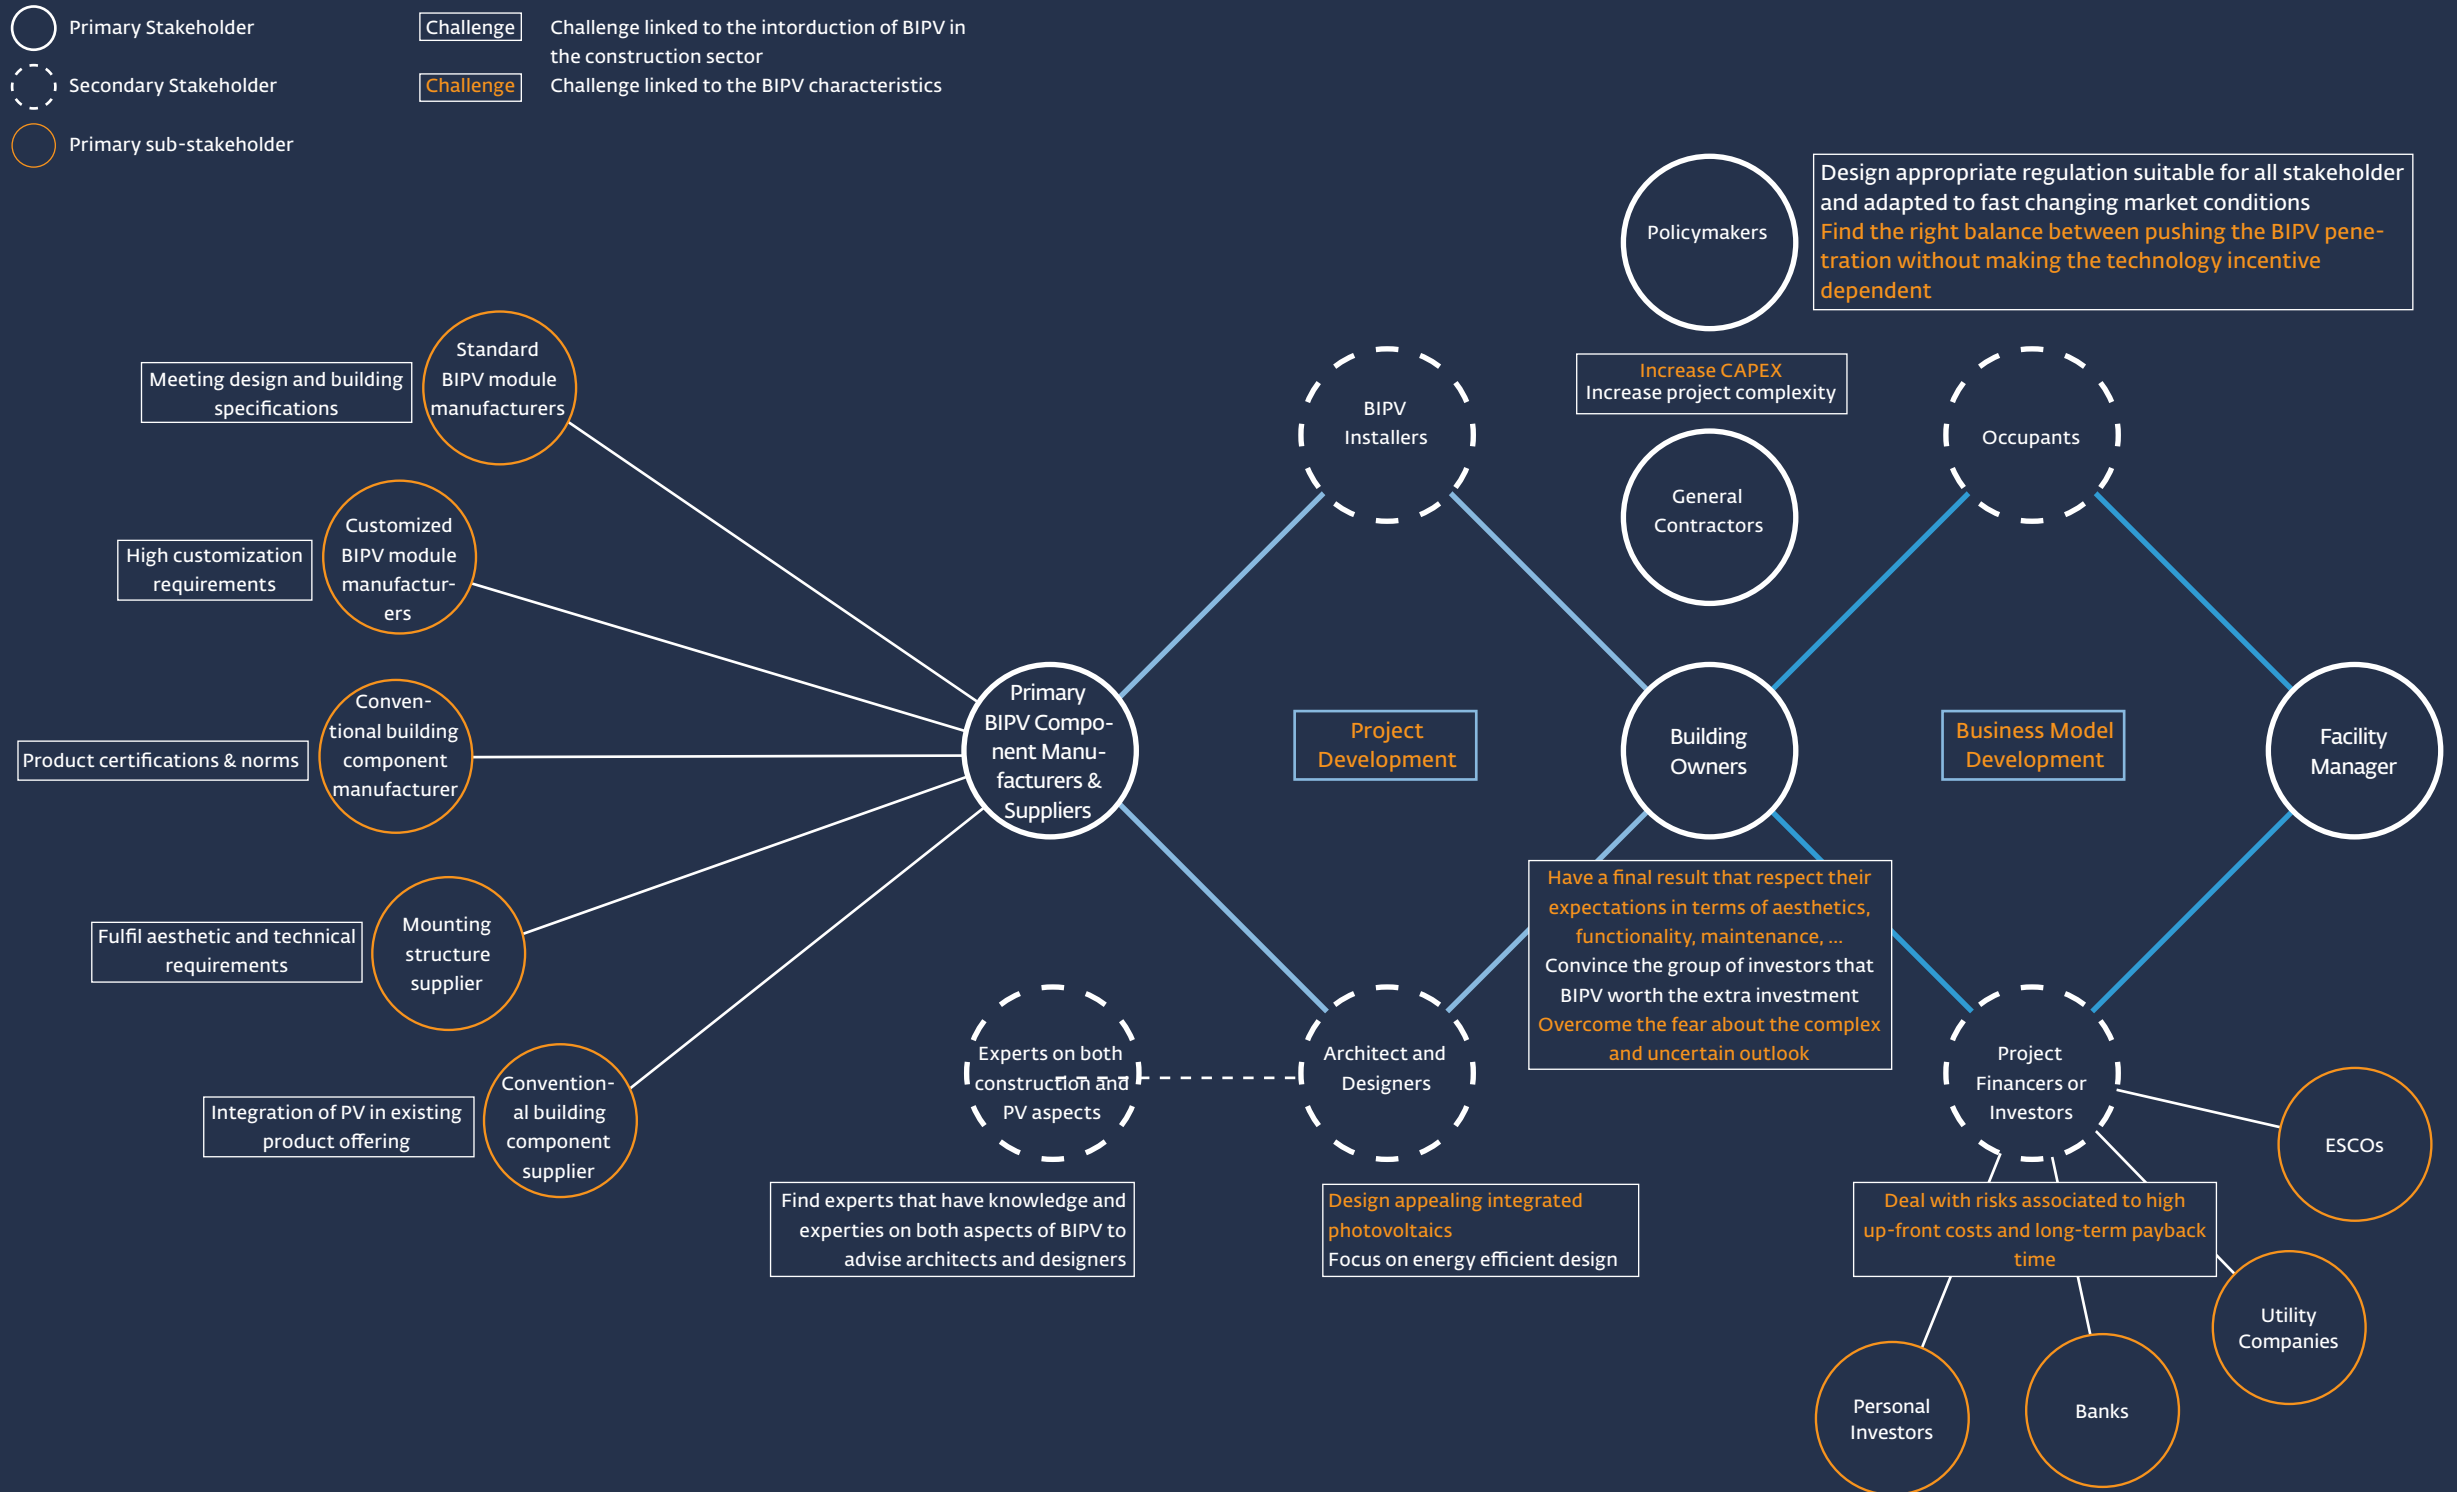 Primary Stakeholder
Secondary Stakeholder
Primary sub-stakeholder
Challenge
Challenge linked to the intorduction of BIPV in
the construction sector
Challenge
Challenge linked to the BIPV characteristics
Policymakers
Design appropriate regulation suitable for all stakeholder
and adapted to fast changing market conditions
Find the right balance between pushing the BIPV pene-
tration without making the technology incentive
dependent
Standard
BIPV module
manufacturers
Meeting design and building
specifications
BIPV
Installers
Increase CAPEX
Increase project complexity
Occupants
General
Contractors
Customized
BIPV module
manufactur-
ers
High customization
requirements
Conven-
tional building
component
manufacturer
Product certifications & norms
Primary
BIPV Compo-
nent Manu-
facturers &
Suppliers
Project
Development
Building
Owners
Business Model
Development
Facility
Manager
Have a final result that respect their
expectations in terms of aesthetics,
functionality, maintenance, ...
Convince the group of investors that
BIPV worth the extra investment
Overcome the fear about the complex
and uncertain outlook
Mounting
structure
supplier
Fulfil aesthetic and technical
requirements
Convention-
al building
component
supplier
Integration of PV in existing
product offering
Experts on both
construction and
PV aspects
Architect and
Designers
Project
Financers or
Investors
ESCOs
Find experts that have knowledge and
experties on both aspects of BIPV to
advise architects and designers
Design appealing integrated
photovoltaics
Focus on energy efficient design
Deal with risks associated to high
up-front costs and long-term payback
time
Utility
Companies
Personal
Investors
Banks